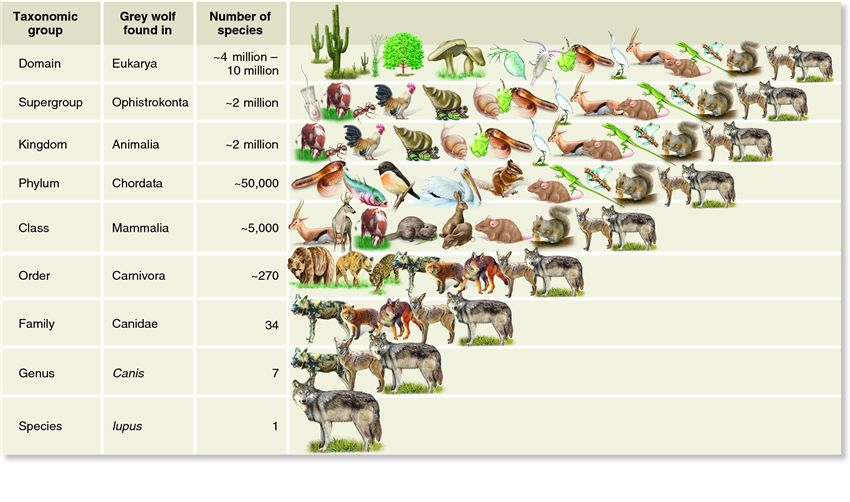 Taxonomic
group
Grey wolf
found in
Number of
species
Domain
Eukarya
~4 million –
10 million
Supergroup
Ophistrokonta
~2 million
Kingdom
Animalia
~2 million
Phylum
Chordata
~50,000
Class
Mammalia
~5,000
Order
Carnivora
~270
Family
Canidae
34
Genus
Canis
7
Species
lupus
1